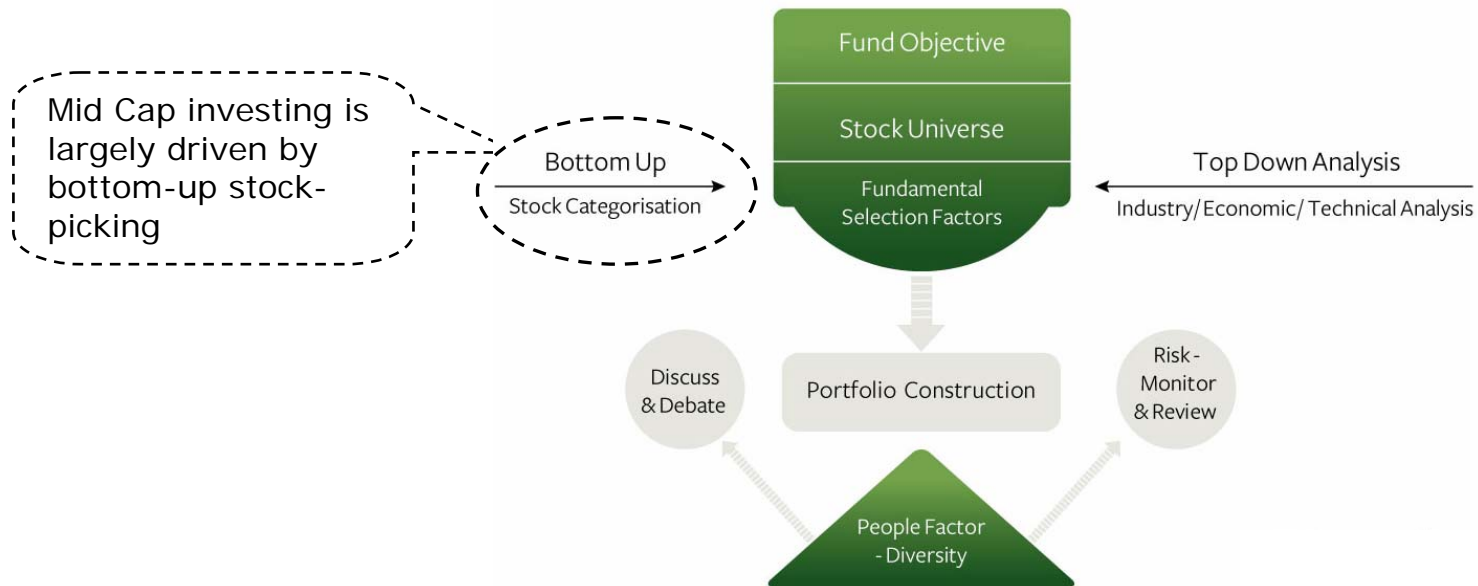 Fund Objective
Mid Cap investing is
largely driven by
bottom-up stock-
picking
Stock Universe
Bottom Up
Stock Categorisation
Fundamental
Selection Factors
Top Down Analysis
Industry/ Economic/ Technical Analysis
Discuss
& Debate
Portfolio Construction
Risk -
Monitor
& Review
People Factor
- Diversity